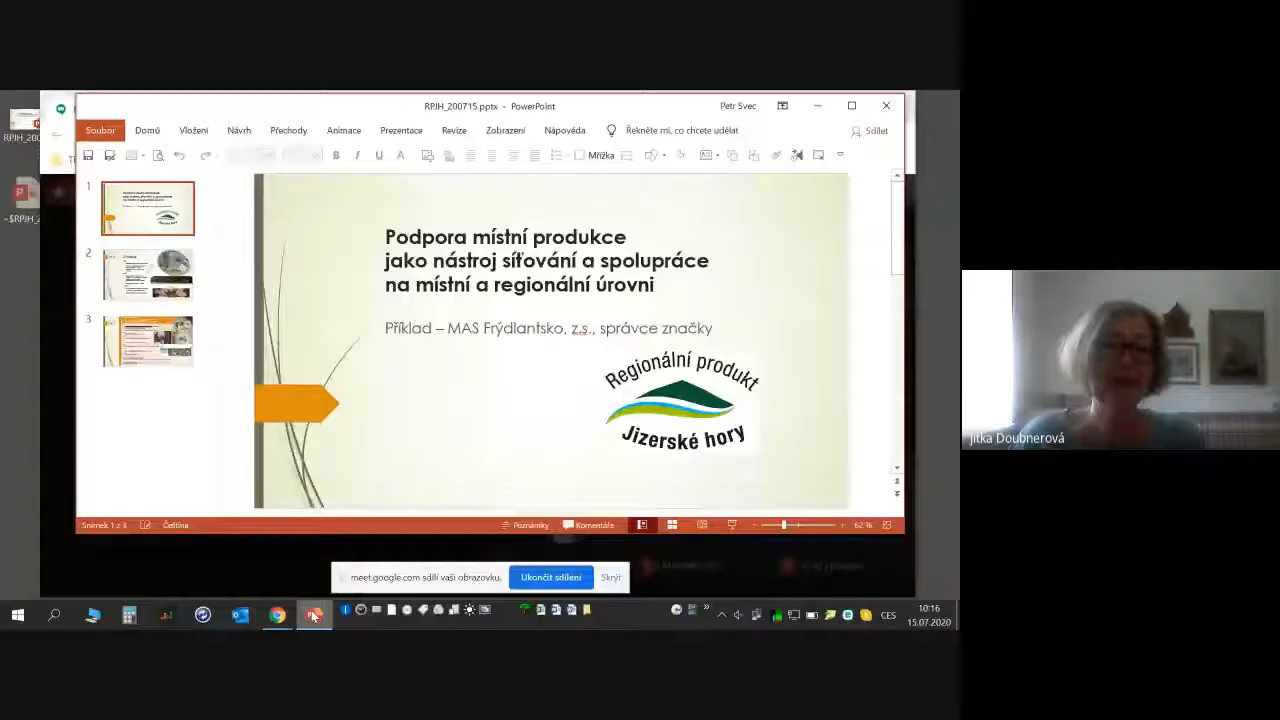 RPJH_200715.pptx - PowerPoint
Petr Svec
Soubor
Domů
Vložení
Návrh
Přechody
Animace
Prezentace
Revize
Zobrazení
Nápověda
Řekněte mi, co chcete udělat
Sdílet
Mřížka
1
2
3
Podpora místní produkce
jako nástroj síťování a spolupráce
na místní a regionální úrovni
Příklad – MAS Frýdlantsko, z.s., správce značky
Regionální produkt
Jizerské hory
Jitka Doubnerová
Snímek 1 z 3
Čeština
Poznámky
Komentáře
62 %
meet.google.com sdílí vaši obrazovku.
Ukončit sdílení
Skrýt
CES
10:16
15.07.2020